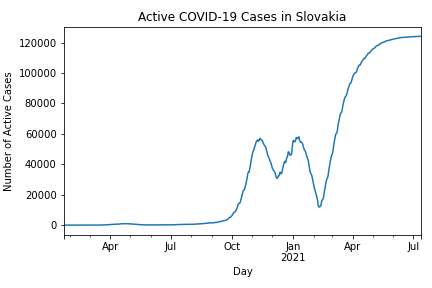 Active COVID-19 Cases in Slovakia
Number of Active Cases
120000
100000
80000
60000
40000
20000
0
Apr
Jul
Oct
Jan
2021
Apr
Jul
Day